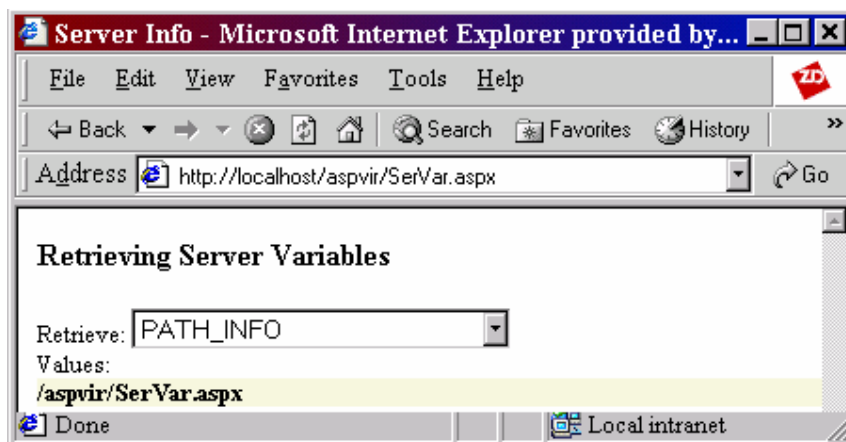 Server Info - Microsoft Internet Explorer provided by...
File Edit View Favorites Tools Help
ZD
Back Search Favorites History »
Address http://localhost/aspvir/SerVar.aspx Go
Retrieving Server Variables
Retrieve: PATH_INFO
Values:
/aspvir/SerVar.aspx
Done Local intranet